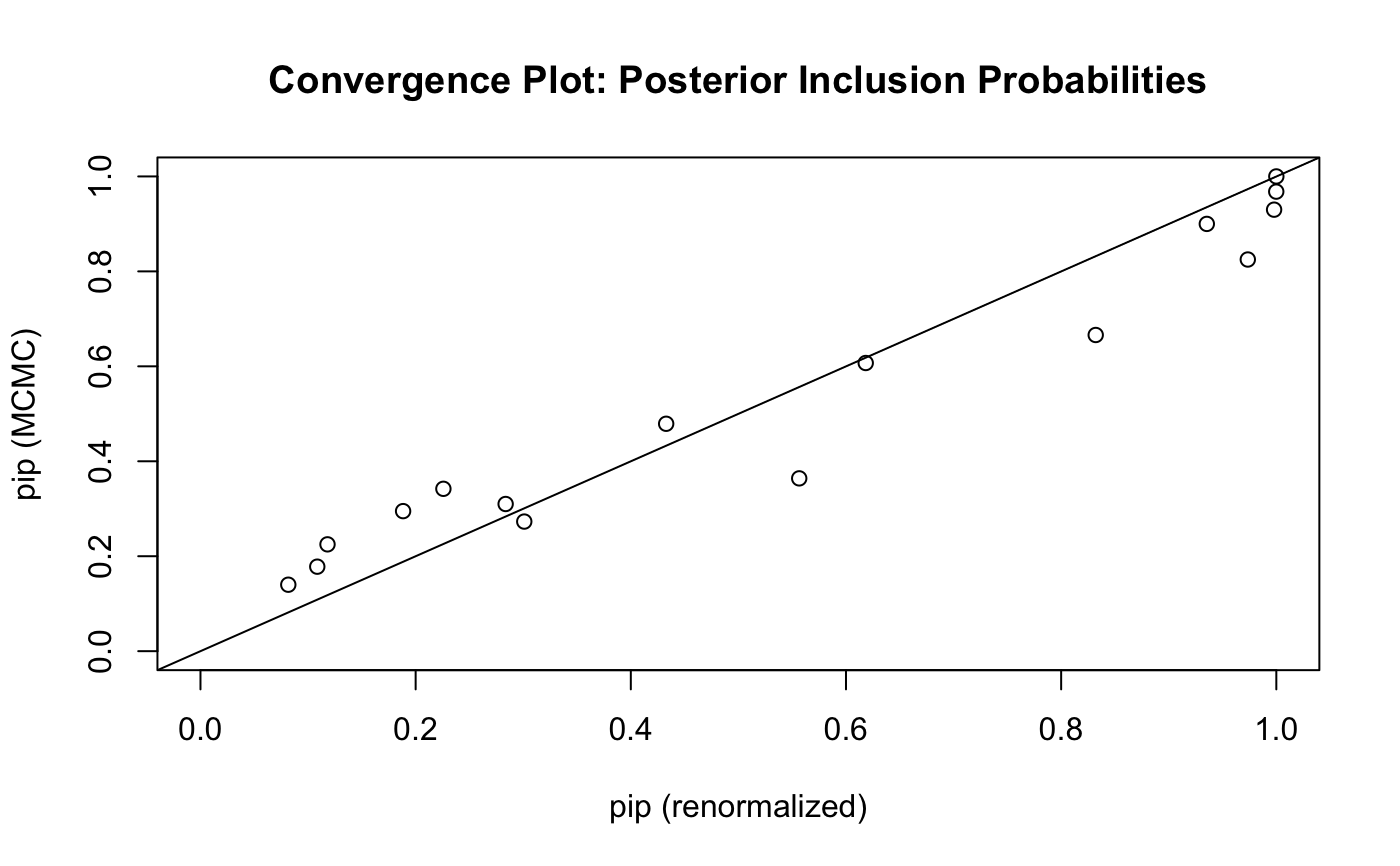 Convergence Plot: Posterior Inclusion Probabilities
pip (MCMC)
1.0
0.8
0.6
0.4
0.2
0.0
0.0 0.2 0.4 0.6 0.8 1.0
pip (renormalized)